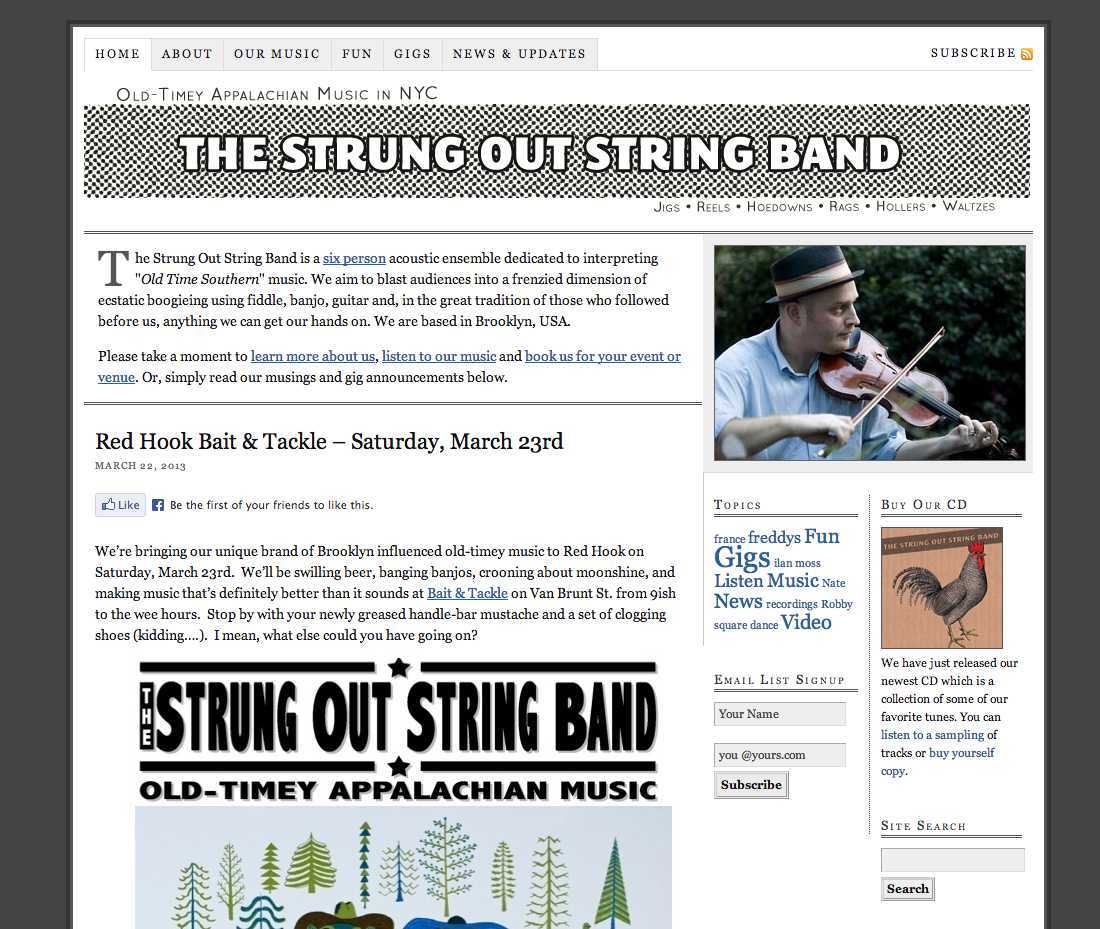 HOME ABOUT OUR MUSIC FUN GIGS NEWS & UPDATES SUBSCRIBE
Old-Timey Appalachian Music in NYC
THE STRUNG OUT STRING BAND
Jigs • Reels • Hoedowns • Rags • Hollers • Waltzes
The Strung Out String Band is a six person acoustic ensemble dedicated to interpreting
"Old Time Southern" music. We aim to blast audiences into a frenzied dimension of
ecstatic boogieing using fiddle, banjo, guitar and, in the great tradition of those who followed
before us, anything we can get our hands on. We are based in Brooklyn, USA.
Please take a moment to learn more about us, listen to our music and book us for your event or
venue. Or, simply read our musings and gig announcements below.
Red Hook Bait & Tackle – Saturday, March 23rd
MARCH 22, 2013
Like Be the first of your friends to like this.
We're bringing our unique brand of Brooklyn influenced old-timey music to Red Hook on
Saturday, March 23rd.  We'll be swilling beer, banging banjos, crooning about moonshine, and
making music that's definitely better than it sounds at Bait & Tackle on Van Brunt St. from 9ish
to the wee hours.  Stop by with your newly greased handle-bar mustache and a set of clogging
shoes (kidding….).  I mean, what else could you have going on?
THE STRUNG OUT STRING BAND
OLD-TIMEY APPALACHIAN MUSIC
Topics
france freddys Fun
Gigs ilan moss
Listen Music Nate
News recordings Robby
square dance Video
Email List Signup
Your Name
you @yours.com
Subscribe
Buy Our CD
THE STRUNG OUT STRING BAND
We have just released our
newest CD which is a
collection of some of our
favorite tunes. You can
listen to a sampling of
tracks or buy yourself
copy.
Site Search
Search